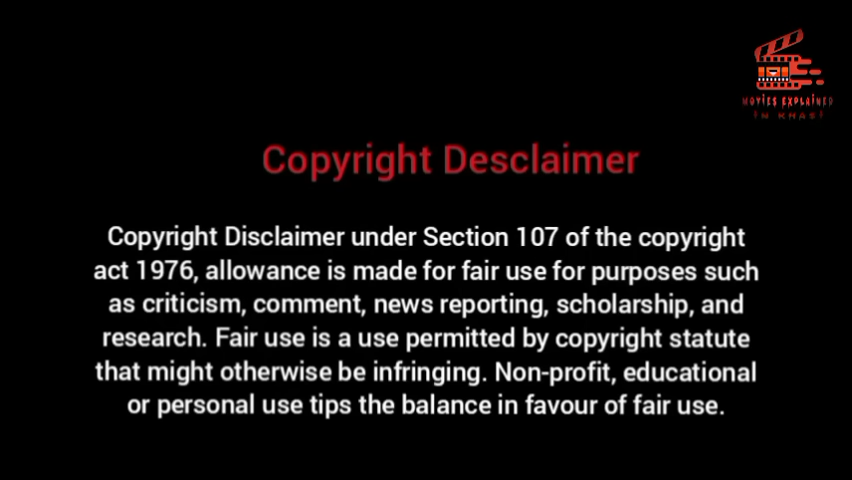 MOVIES EXPLAINED
IN KHASI
Copyright Desclaimer
Copyright Disclaimer under Section 107 of the copyright
act 1976, allowance is made for fair use for purposes such
as criticism, comment, news reporting, scholarship, and
research. Fair use is a use permitted by copyright statute
that might otherwise be infringing. Non-profit, educational
or personal use tips the balance in favour of fair use.